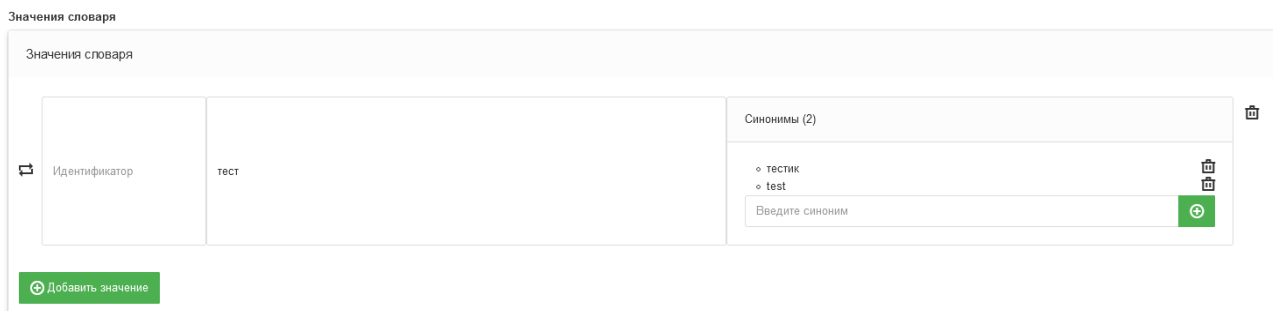 Значения словаря
Значения словаря
Синонимы (2)
Идентификатор
тест
тестик
test
Введите синоним
Добавить значение